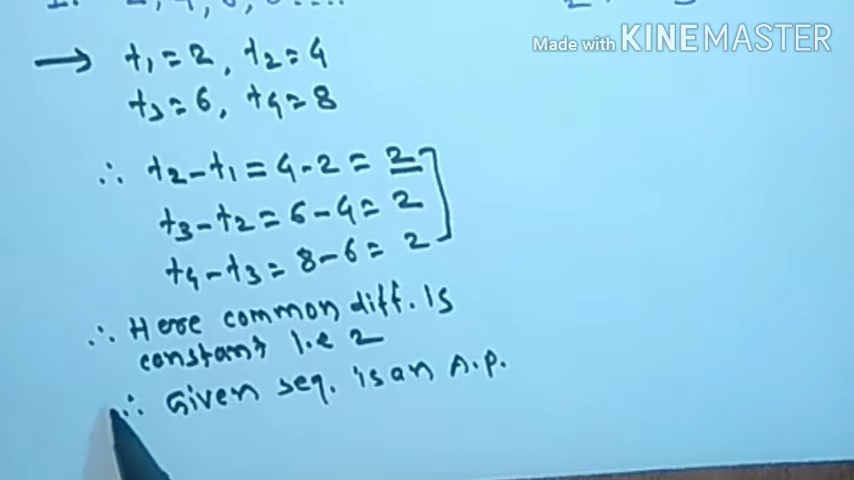 Made with KINEMASTER
→ t1 = 2, t2 = 4
t3 = 6, t4 = 8
∴ t2 - t1 = 4 - 2 = 2
t3 - t2 = 6 - 4 = 2
t4 - t3 = 8 - 6 = 2
∴ Here common diff. Is
constant I.e 2
∴ Given seq. is an A.P.